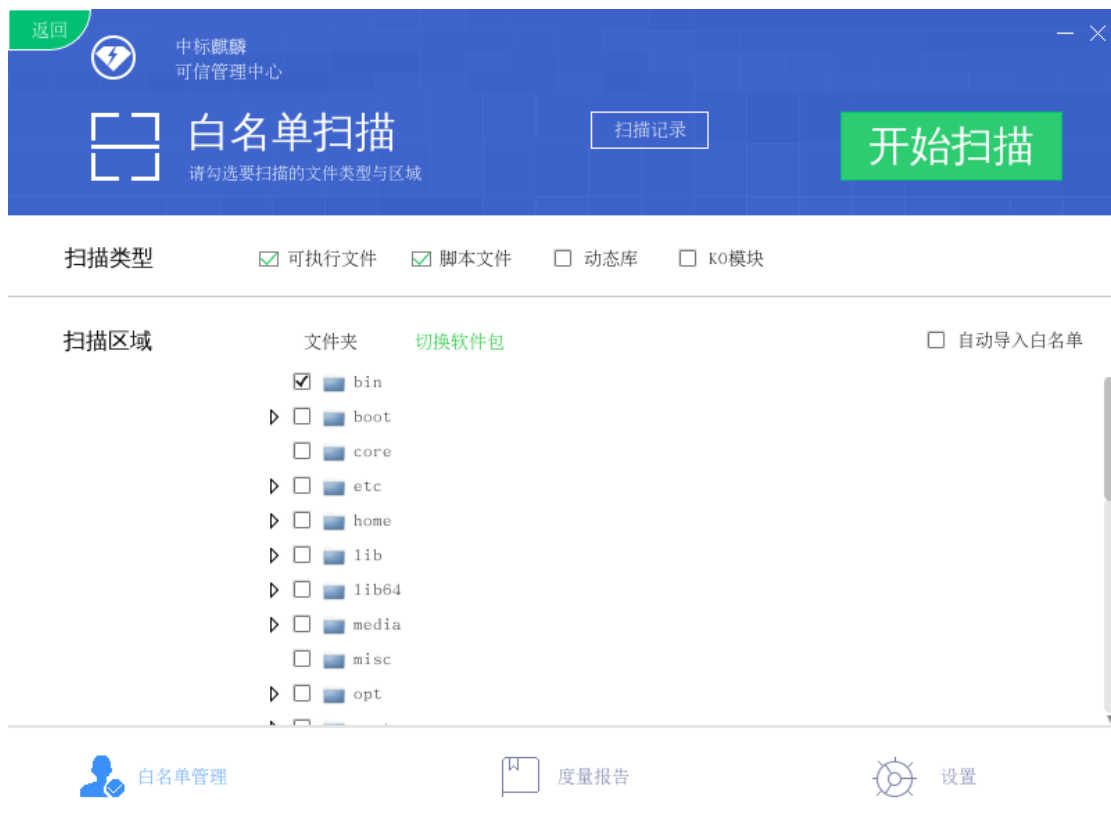 返回
中标麒麟
可信管理中心
白名单扫描
请勾选要扫描的文件类型与区域
扫描记录
开始扫描
扫描类型
可执行文件
脚本文件
动态库
KO模块
扫描区域
文件夹
切换软件包
自动导入白名单
bin
boot
core
etc
home
lib
lib64
media
misc
opt
白名单管理
度量报告
设置